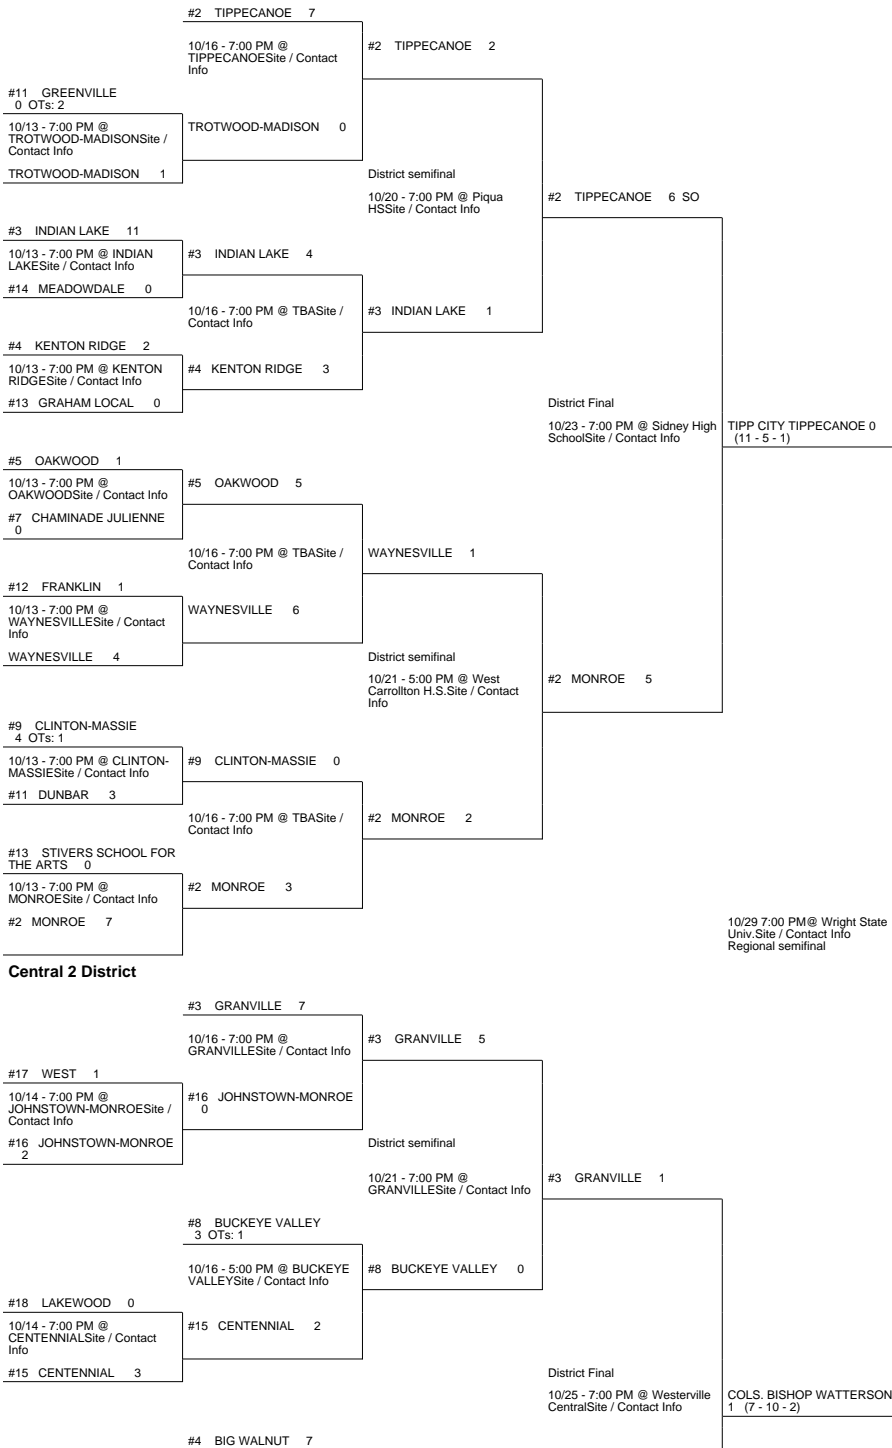 #2 TIPPECANOE 7
10/16 - 7:00 PM @
TIPPECANOESite / Contact
Info
#2 TIPPECANOE 2
#11 GREENVILLE
0 OTs: 2
10/13 - 7:00 PM @
TROTWOOD-MADISONSite /
Contact Info
TROTWOOD-MADISON 0
TROTWOOD-MADISON 1
District semifinal
10/20 - 7:00 PM @ Piqua
HSSite / Contact Info
#2 TIPPECANOE 6 SO
#3 INDIAN LAKE 11
10/13 - 7:00 PM @ INDIAN
LAKESite / Contact Info
#3 INDIAN LAKE 4
#14 MEADOWDALE 0
10/16 - 7:00 PM @ TBASite /
Contact Info
#3 INDIAN LAKE 1
#4 KENTON RIDGE 2
10/13 - 7:00 PM @ KENTON
RIDGESite / Contact Info
#4 KENTON RIDGE 3
#13 GRAHAM LOCAL 0
District Final
10/23 - 7:00 PM @ Sidney High
SchoolSite / Contact Info
TIPP CITY TIPPECANOE 0
(11 - 5 - 1)
#5 OAKWOOD 1
10/13 - 7:00 PM @
OAKWOODSite / Contact Info
#5 OAKWOOD 5
#7 CHAMINADE JULIENNE
0
10/16 - 7:00 PM @ TBASite /
Contact Info
WAYNESVILLE 1
#12 FRANKLIN 1
10/13 - 7:00 PM @
WAYNESVILLESite / Contact
Info
WAYNESVILLE 6
WAYNESVILLE 4
District semifinal
10/21 - 5:00 PM @ West
Carrollton H.S.Site / Contact
Info
#2 MONROE 5
#9 CLINTON-MASSIE
4 OTs: 1
10/13 - 7:00 PM @ CLINTON-
MASSIESite / Contact Info
#9 CLINTON-MASSIE 0
#11 DUNBAR 3
10/16 - 7:00 PM @ TBASite /
Contact Info
#2 MONROE 2
#13 STIVERS SCHOOL FOR
THE ARTS 0
10/13 - 7:00 PM @
MONROESite / Contact Info
#2 MONROE 3
#2 MONROE 7
10/29 7:00 PM@ Wright State
Univ.Site / Contact Info
Regional semifinal
Central 2 District
#3 GRANVILLE 7
10/16 - 7:00 PM @
GRANVILLESite / Contact Info
#3 GRANVILLE 5
#17 WEST 1
10/14 - 7:00 PM @
JOHNSTOWN-MONROESite /
Contact Info
#16 JOHNSTOWN-MONROE
0
#16 JOHNSTOWN-MONROE
2
District semifinal
10/21 - 7:00 PM @
GRANVILLESite / Contact Info
#3 GRANVILLE 1
#8 BUCKEYE VALLEY
3 OTs: 1
10/16 - 5:00 PM @ BUCKEYE
VALLEYSite / Contact Info
#8 BUCKEYE VALLEY 0
#18 LAKEWOOD 0
10/14 - 7:00 PM @
CENTENNIALSite / Contact
Info
#15 CENTENNIAL 2
#15 CENTENNIAL 3
District Final
10/25 - 7:00 PM @ Westerville
CentralSite / Contact Info
COLS. BISHOP WATTERSON
1 (7 - 10 - 2)
#4 BIG WALNUT 7